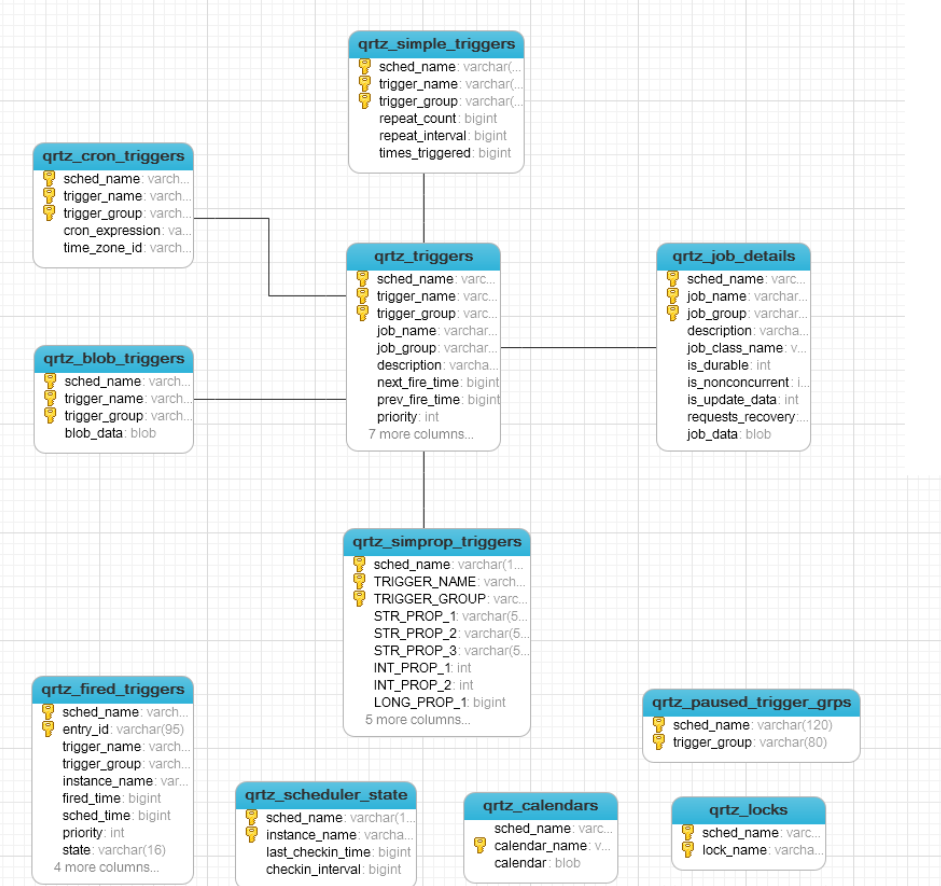 qrtz_simple_triggers
sched_name: varchar(...
trigger_name: varchar(...
trigger_group: varchar(...
repeat_count: bigint
repeat_interval: bigint
times_triggered: bigint
qrtz_cron_triggers
sched_name: varch...
trigger_name: varch...
trigger_group: varch...
cron_expression: va...
time_zone_id: varch...
qrtz_triggers
sched_name: varc...
trigger_name: varc...
trigger_group: varc...
job_name: varchar...
job_group: varchar...
description: varcha...
next_fire_time: bigint
prev_fire_time: bigint
priority: int
7 more columns...
qrtz_job_details
sched_name: varc...
job_name: varchar...
job_group: varchar...
description: varcha...
job_class_name: v...
is_durable: int
is_nonconcurrent: i...
is_update_data: int
requests_recovery:...
job_data: blob
qrtz_blob_triggers
sched_name: varch...
trigger_name: varch...
trigger_group: varch...
blob_data: blob
qrtz_simprop_triggers
sched_name: varchar(1...
TRIGGER_NAME: varch...
TRIGGER_GROUP: varc...
STR_PROP_1: varchar(5...
STR_PROP_2: varchar(5...
STR_PROP_3: varchar(5...
INT_PROP_1: int
INT_PROP_2: int
LONG_PROP_1: bigint
5 more columns...
qrtz_fired_triggers
sched_name: varch...
entry_id: varchar(95)
trigger_name: varch...
trigger_group: varch...
instance_name: var...
fired_time: bigint
sched_time: bigint
priority: int
state: varchar(16)
4 more columns...
qrtz_paused_trigger_grps
sched_name: varchar(120)
trigger_group: varchar(80)
qrtz_scheduler_state
sched_name: varchar(1...
instance_name: varcha...
last_checkin_time: bigint
checkin_interval: bigint
qrtz_calendars
sched_name: varc...
calendar_name: v...
calendar: blob
qrtz_locks
sched_name: varc...
lock_name: varcha...